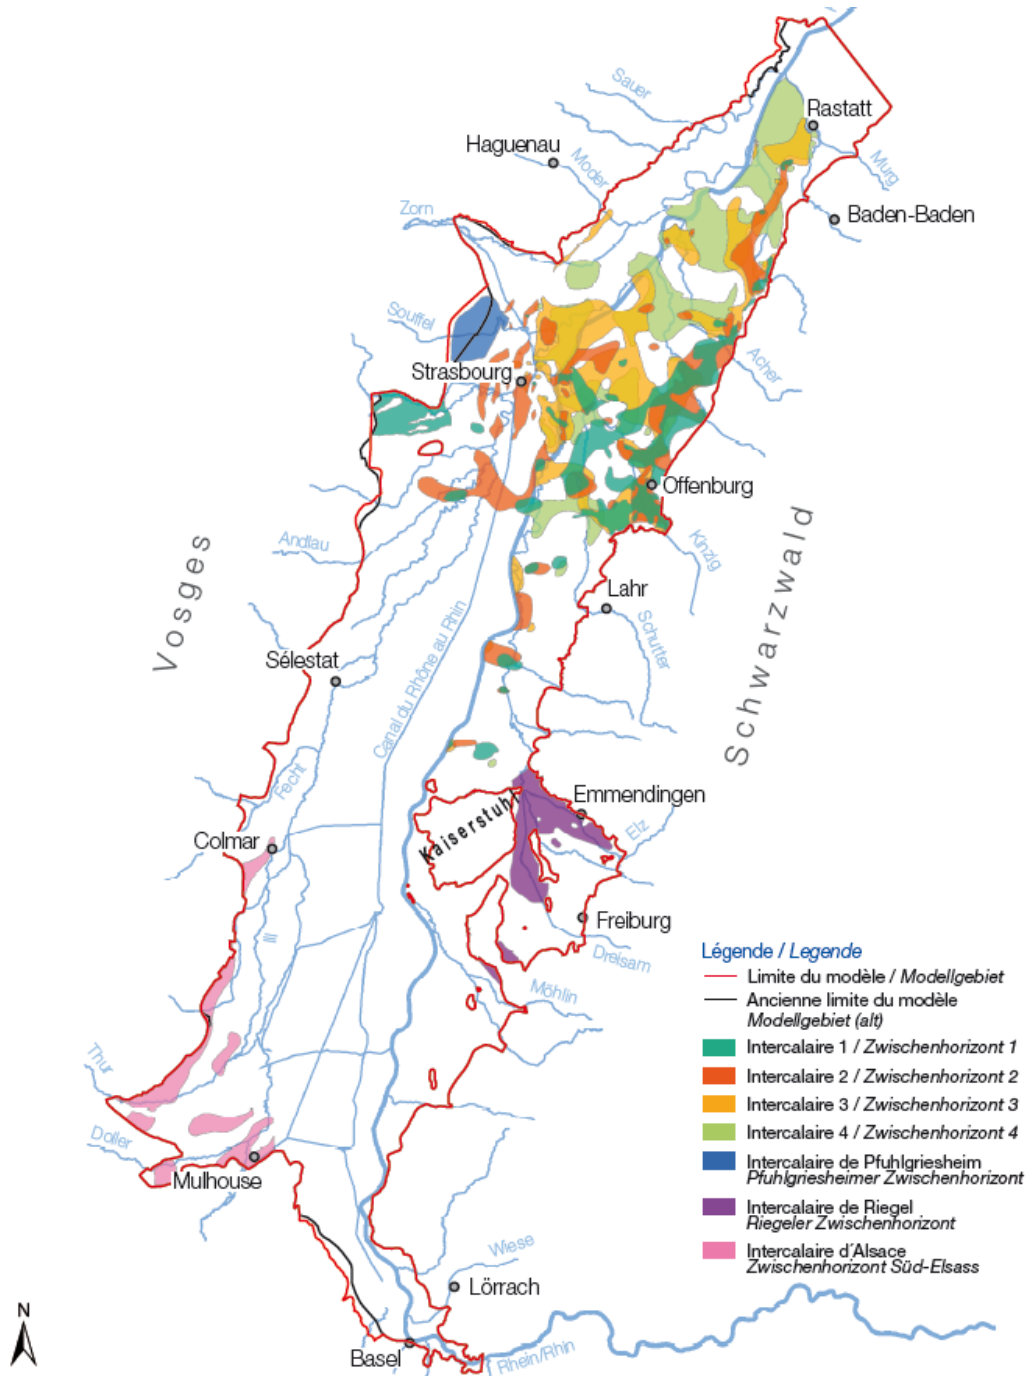 Sauer
Rastatt
Haguenau
Moder
Murg
Zorn
Baden-Baden
Souffel
Strasbourg
Acher
Offenburg
Andlau
Kinzig
Vosges
Schwarzwald
Lahr
Schutter
Canal du Rhône au Rhin
Sélestat
Fecht
Emmendingen
Kaiserstuhl
Elz
Colmar
Freiburg
Ill
Dreisam
Möhlin
Thur
Doller
Mulhouse
Wiese
Lörrach
Basel
Rhein/Rhin
N
Légende / Legende
Limite du modèle / Modellgebiet
Ancienne limite du modèle
Modellgebiet (alt)
Intercalaire 1 / Zwischenhorizont 1
Intercalaire 2 / Zwischenhorizont 2
Intercalaire 3 / Zwischenhorizont 3
Intercalaire 4 / Zwischenhorizont 4
Intercalaire de Pfuhlgriesheim
Pfuhlgriesheimer Zwischenhorizont
Intercalaire de Riegel
Riegeler Zwischenhorizont
Intercalaire d´Alsace
Zwischenhorizont Süd-Elsass